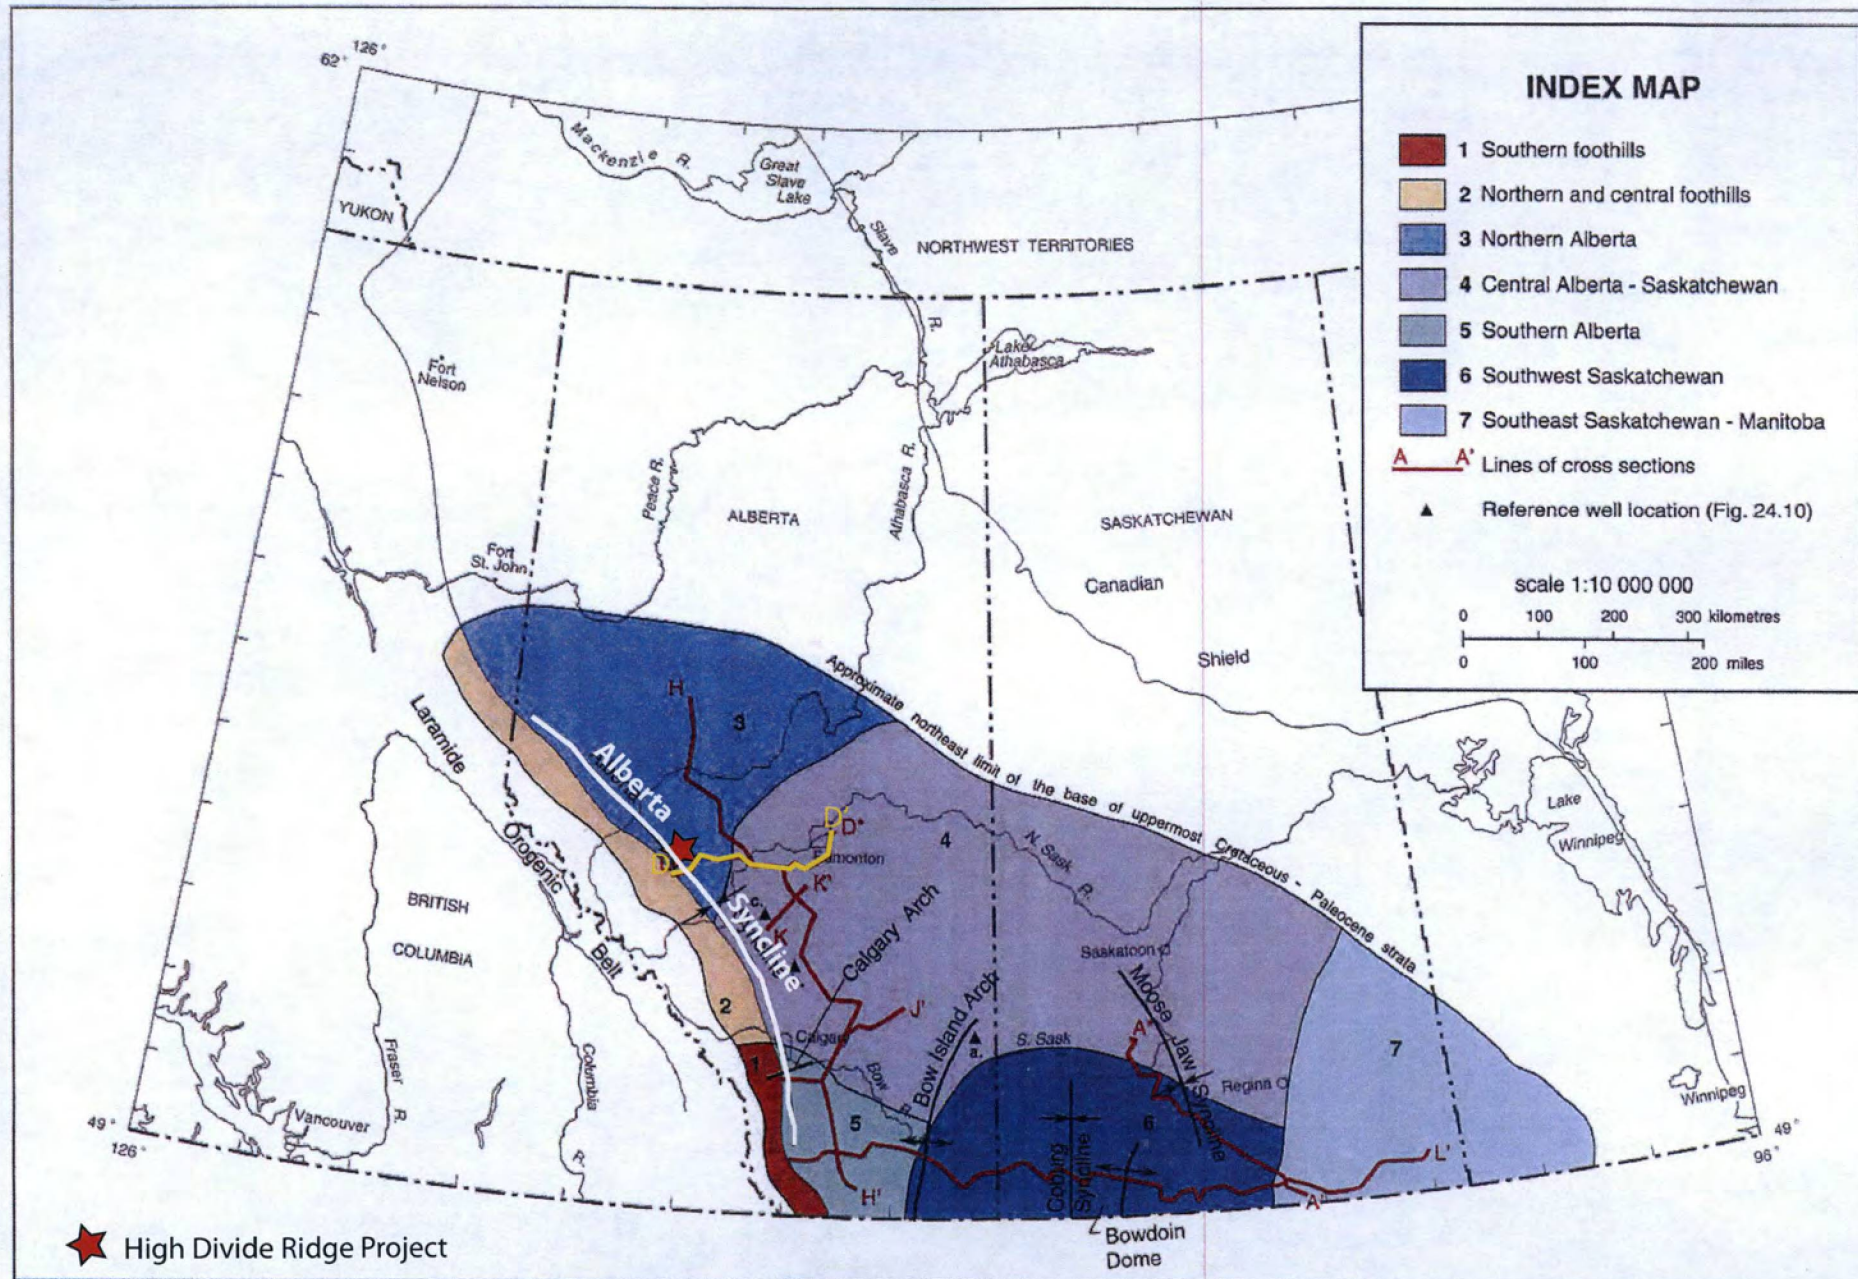 126°
62°
YUKON
Mackenzie R.
Great
Slave
Lake
Slave
R.
NORTHWEST TERRITORIES
Fort
Nelson
Lake
Athabasca
Peace R.
ALBERTA
Athabasca R.
SASKATCHEWAN
Fort
St. John
Canadian
Shield
INDEX MAP
1 Southern foothills
2 Northern and central foothills
3 Northern Alberta
4 Central Alberta - Saskatchewan
5 Southern Alberta
6 Southwest Saskatchewan
7 Southeast Saskatchewan - Manitoba
A A' Lines of cross sections
Reference well location (Fig. 24.10)
scale 1:10 000 000
0 100 200 300 kilometres
0 100 200 miles
Approximate northeast limit of the base of uppermost Cretaceous - Paleocene strata
Laramide
Orogenic
Belt
H
3
Alberta
Syncline
D'
D
Edmonton
4
N. Sask R.
K'
K
Calgary Arch
BRITISH
COLUMBIA
Saskatoon
Lake
Winnipeg
2
J'
Bow Island Arch
a.
S. Sask
A'
Moose Jaw Syncline
7
Calgary
Bow
1
Fraser
R.
Columbia
R.
Regina
Winnipeg
Vancouver
5
6
49°
126°
49°
96°
H'
Syncline
L'
A'
Bowdoin
Dome
High Divide Ridge Project